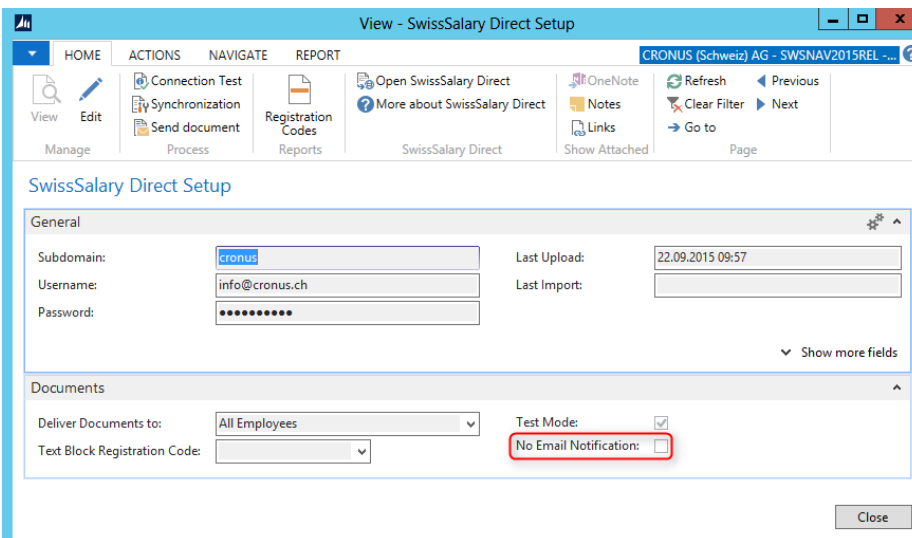 View - SwissSalary Direct Setup
HOME ACTIONS NAVIGATE REPORT CRONUS (Schweiz) AG - SWSNAV2015REL -...
View
Edit
Connection Test
Synchronization
Send document
Registration
Codes
Open SwissSalary Direct
More about SwissSalary Direct
OneNote
Notes
Links
Refresh
Clear Filter
Go to
Previous
Next
Manage Process Reports SwissSalary Direct Show Attached Page
SwissSalary Direct Setup
General
Subdomain: cronus Last Upload: 22.09.2015 09:57
Username: info@cronus.ch Last Import:
Password: ••••••••••
Show more fields
Documents
Deliver Documents to: All Employees Test Mode:
Text Block Registration Code: No Email Notification:
Close